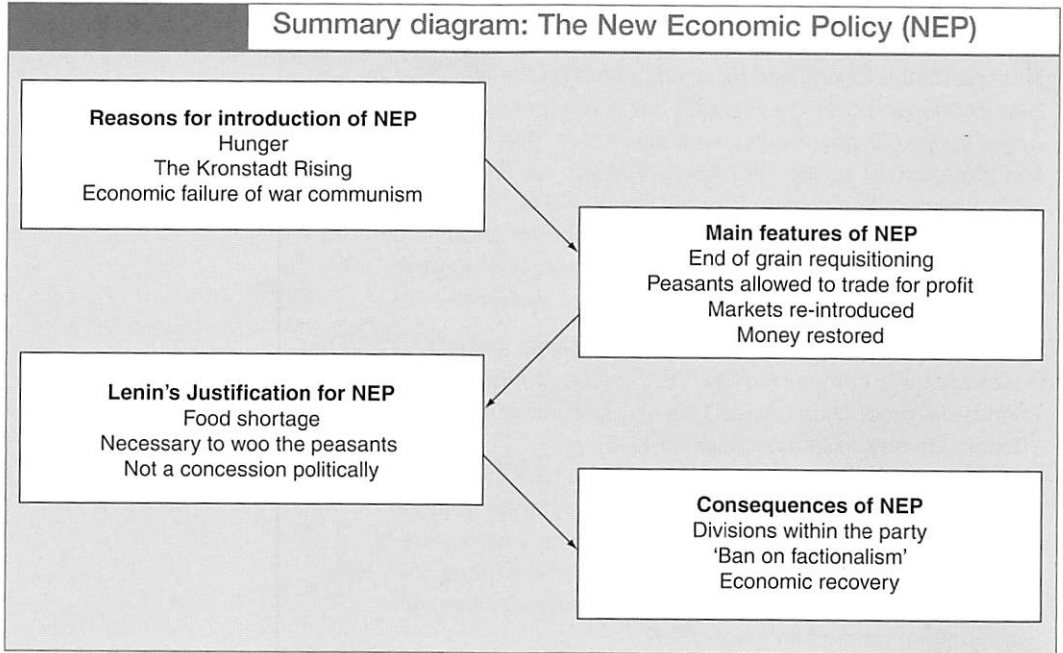 Summary diagram: The New Economic Policy (NEP)
Reasons for introduction of NEP
Hunger
The Kronstadt Rising
Economic failure of war communism
Main features of NEP
End of grain requisitioning
Peasants allowed to trade for profit
Markets re-introduced
Money restored
Lenin's Justification for NEP
Food shortage
Necessary to woo the peasants
Not a concession politically
Consequences of NEP
Divisions within the party
'Ban on factionalism'
Economic recovery